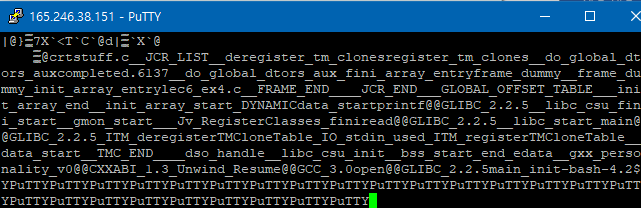 165.246.38.151 - PuTTY
|@}☰7X`<T`C`@d|☰`X`@
☰@crtstuff.c__JCR_LIST__deregister_tm_clonesregister_tm_clones__do_global_dt
ors_auxcompleted.6137__do_global_dtors_aux_fini_array_entryframe_dummy__frame_du
mmy_init_array_entrylec6_ex4.c__FRAME_END____JCR_END___GLOBAL_OFFSET_TABLE___ini
t_array_end__init_array_start_DYNAMICdata_startprintf@@GLIBC_2.2.5__libc_csu_fin
i_start__gmon_start___Jv_RegisterClasses_finiread@@GLIBC_2.2.5__libc_start_main@
@GLIBC_2.2.5_ITM_deregisterTMCloneTable_IO_stdin_used_ITM_registerTMCloneTable__
data_start__TMC_END____dso_handle__libc_csu_init__bss_start_end_edata__gxx_perso
nality_v0@@CXXABI_1.3_Unwind_Resume@@GCC_3.0open@@GLIBC_2.2.5main_init-bash-4.2$
YPuTTYPuTTYPuTTYPuTTYPuTTYPuTTYPuTTYPuTTYPuTTYPuTTYPuTTYPuTTYPuTTYPuTTYPuTTYPuTT
YPuTTYPuTTYPuTTYPuTTYPuTTYPuTTYPuTTYPuTTYPuTTY